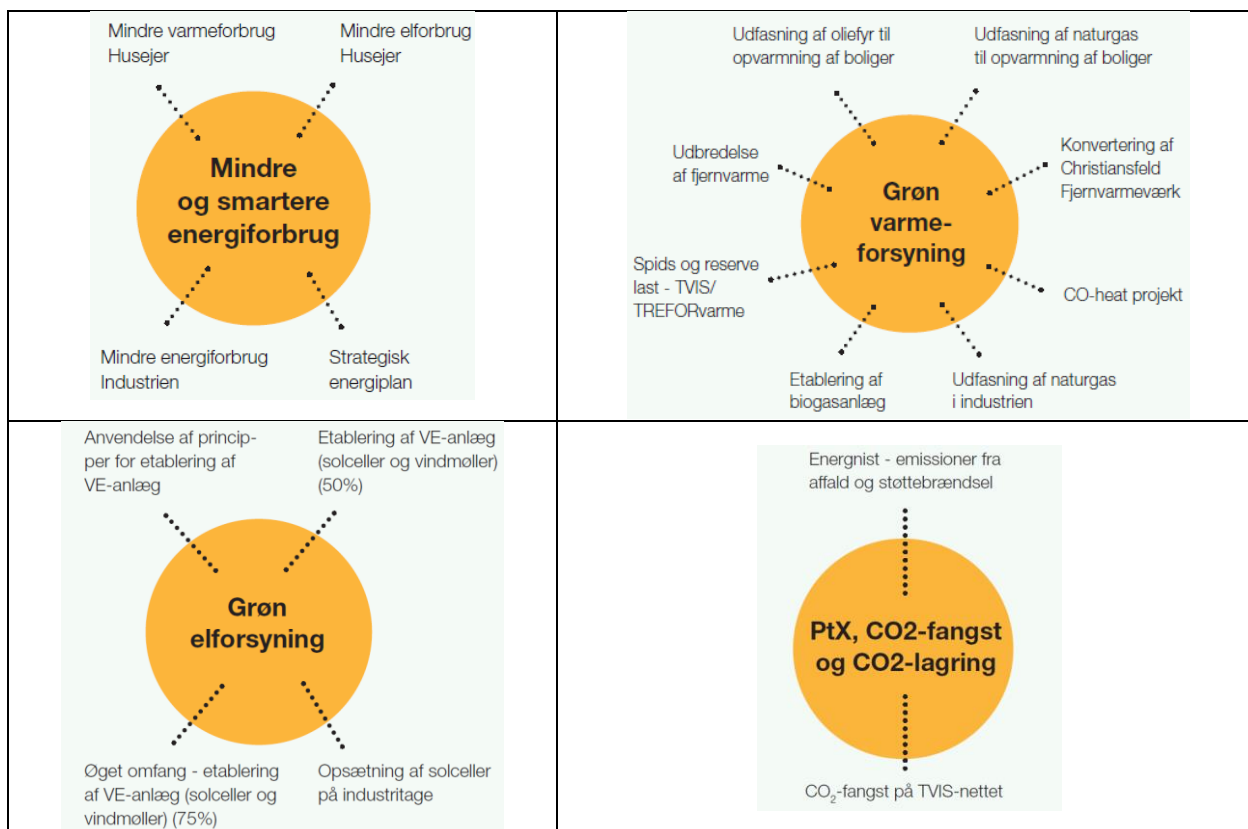 Mindre varmeforbrug
Husejer
Mindre elforbrug
Husejer
Mindre
og smartere
energiforbrug
Mindre energiforbrug
Industrien
Strategisk
energiplan
Udfasning af oliefyr til
opvarmning af boliger
Udfasning af naturgas
til opvarmning af boliger
Udbredelse
af fjernvarme
Konvertering af
Christiansfeld
Fjernvarmeværk
Grøn
varme-
forsyning
Spids og reserve
last - TVIS/
TREFORvarme
CO-heat projekt
Etablering af
biogasanlæg
Udfasning af naturgas
i industrien
Anvendelse af princip-
per for etablering af
VE-anlæg
Etablering af VE-anlæg
(solceller og vindmøller)
(50%)
Grøn
elforsyning
Øget omfang - etablering
af VE-anlæg (solceller og
vindmøller) (75%)
Opsætning af solceller
på industritage
Energnist - emissioner fra
affald og støttebrændsel
PtX, CO2-fangst
og CO2-lagring
CO₂-fangst på TVIS-nettet